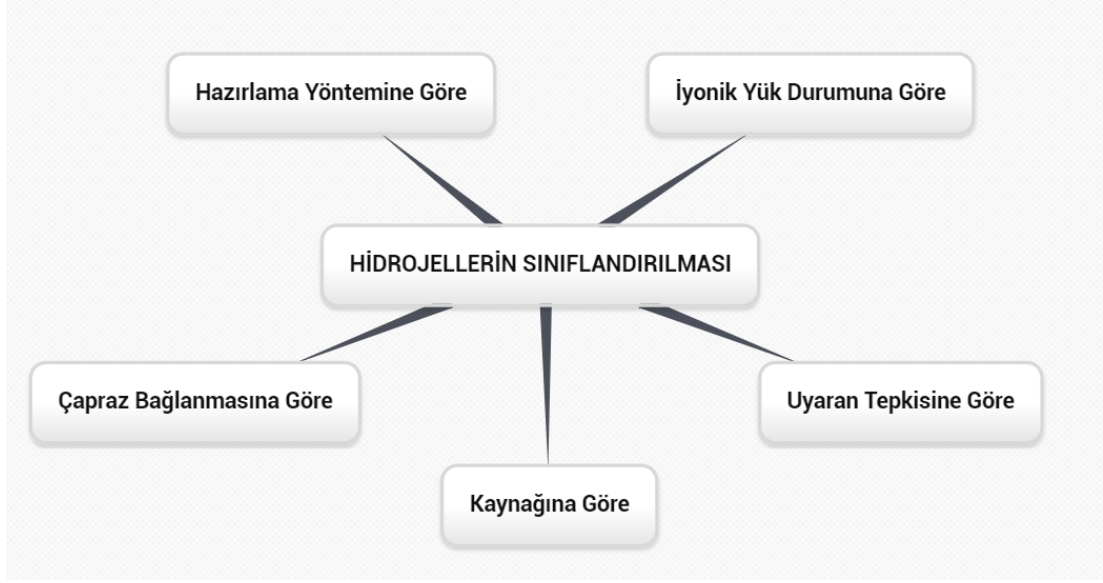 Hazırlama Yöntemine Göre
İyonik Yük Durumuna Göre
HİDROJELLERİN SINIFLANDIRILMASI
Çapraz Bağlanmasına Göre
Uyaran Tepkisine Göre
Kaynağına Göre